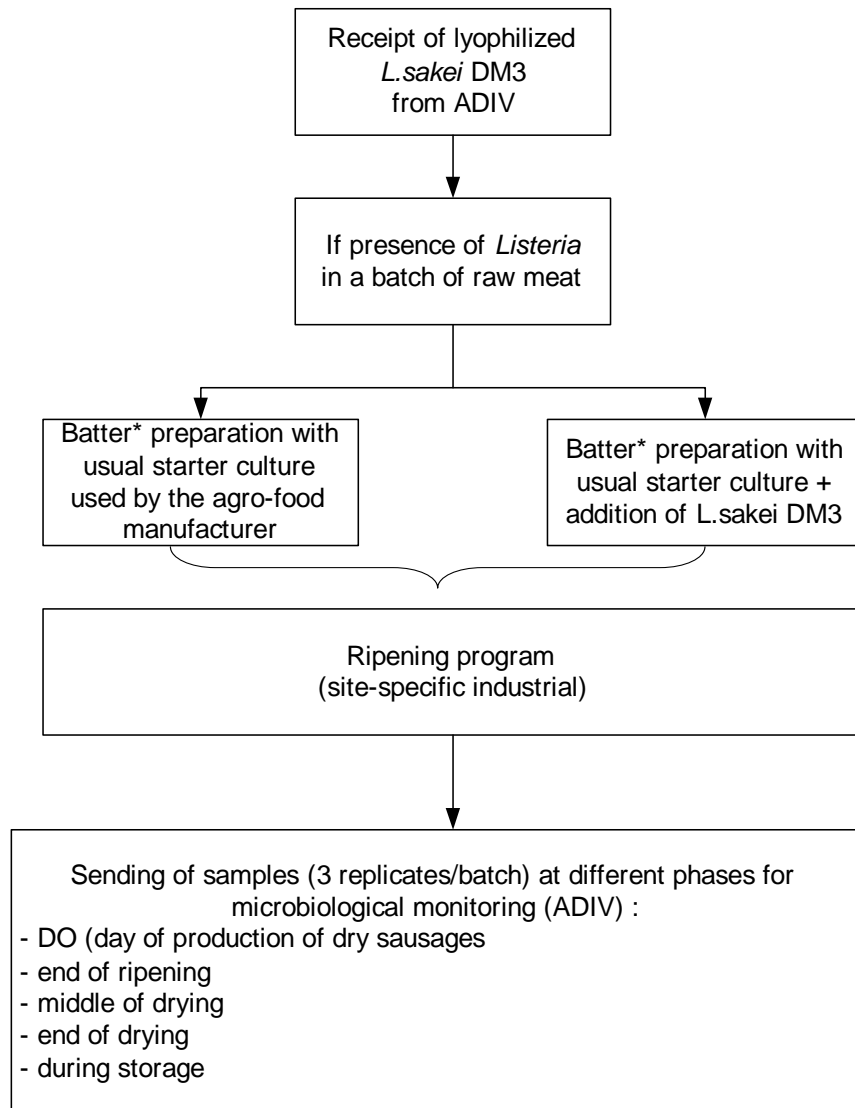 Receipt of lyophilized
L.sakei DM3
from ADIV
If presence of Listeria
in a batch of raw meat
Batter* preparation with
usual starter culture
used by the agro-food
manufacturer
Batter* preparation with
usual starter culture +
addition of L.sakei DM3
Ripening program
(site-specific industrial)
Sending of samples (3 replicates/batch) at different phases for
microbiological monitoring (ADIV) :
- DO (day of production of dry sausages
- end of ripening
- middle of drying
- end of drying
- during storage